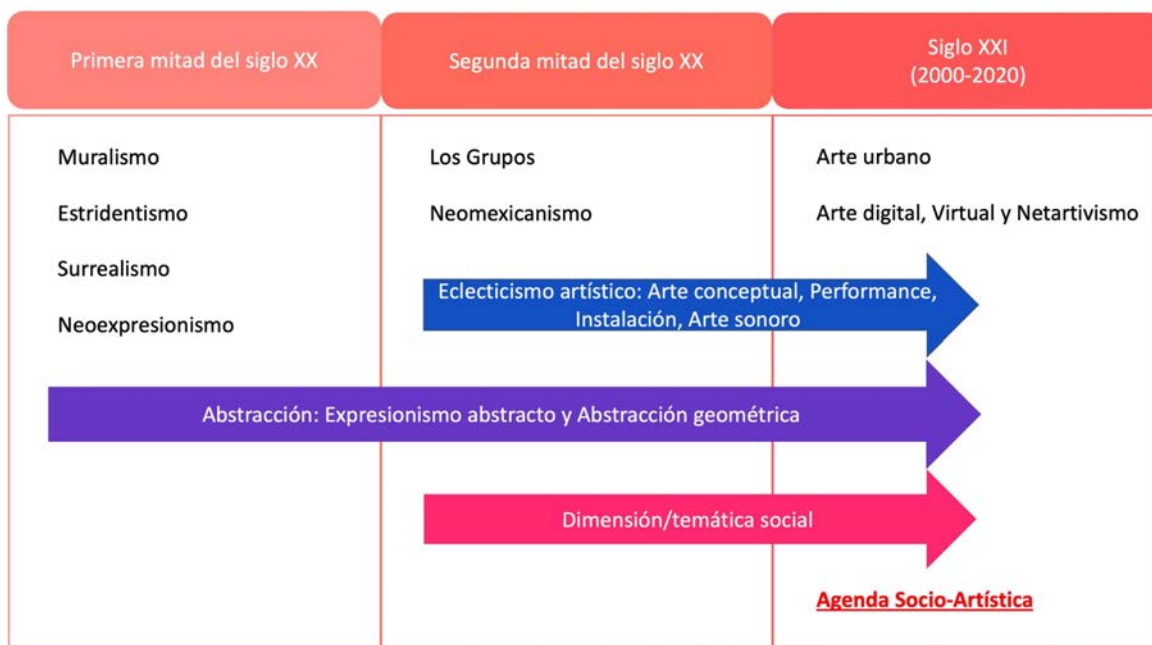 Primera mitad del siglo XX
Segunda mitad del siglo XX
Siglo XXI
(2000-2020)
Muralismo
Estridentismo
Surrealismo
Neoexpresionismo
Los Grupos
Neomexicanismo
Arte urbano
Arte digital, Virtual y Netartivismo
Eclecticismo artístico: Arte conceptual, Performance,
Instalación, Arte sonoro
Abstracción: Expresionismo abstracto y Abstracción geométrica
Dimensión/temática social
Agenda Socio-Artística